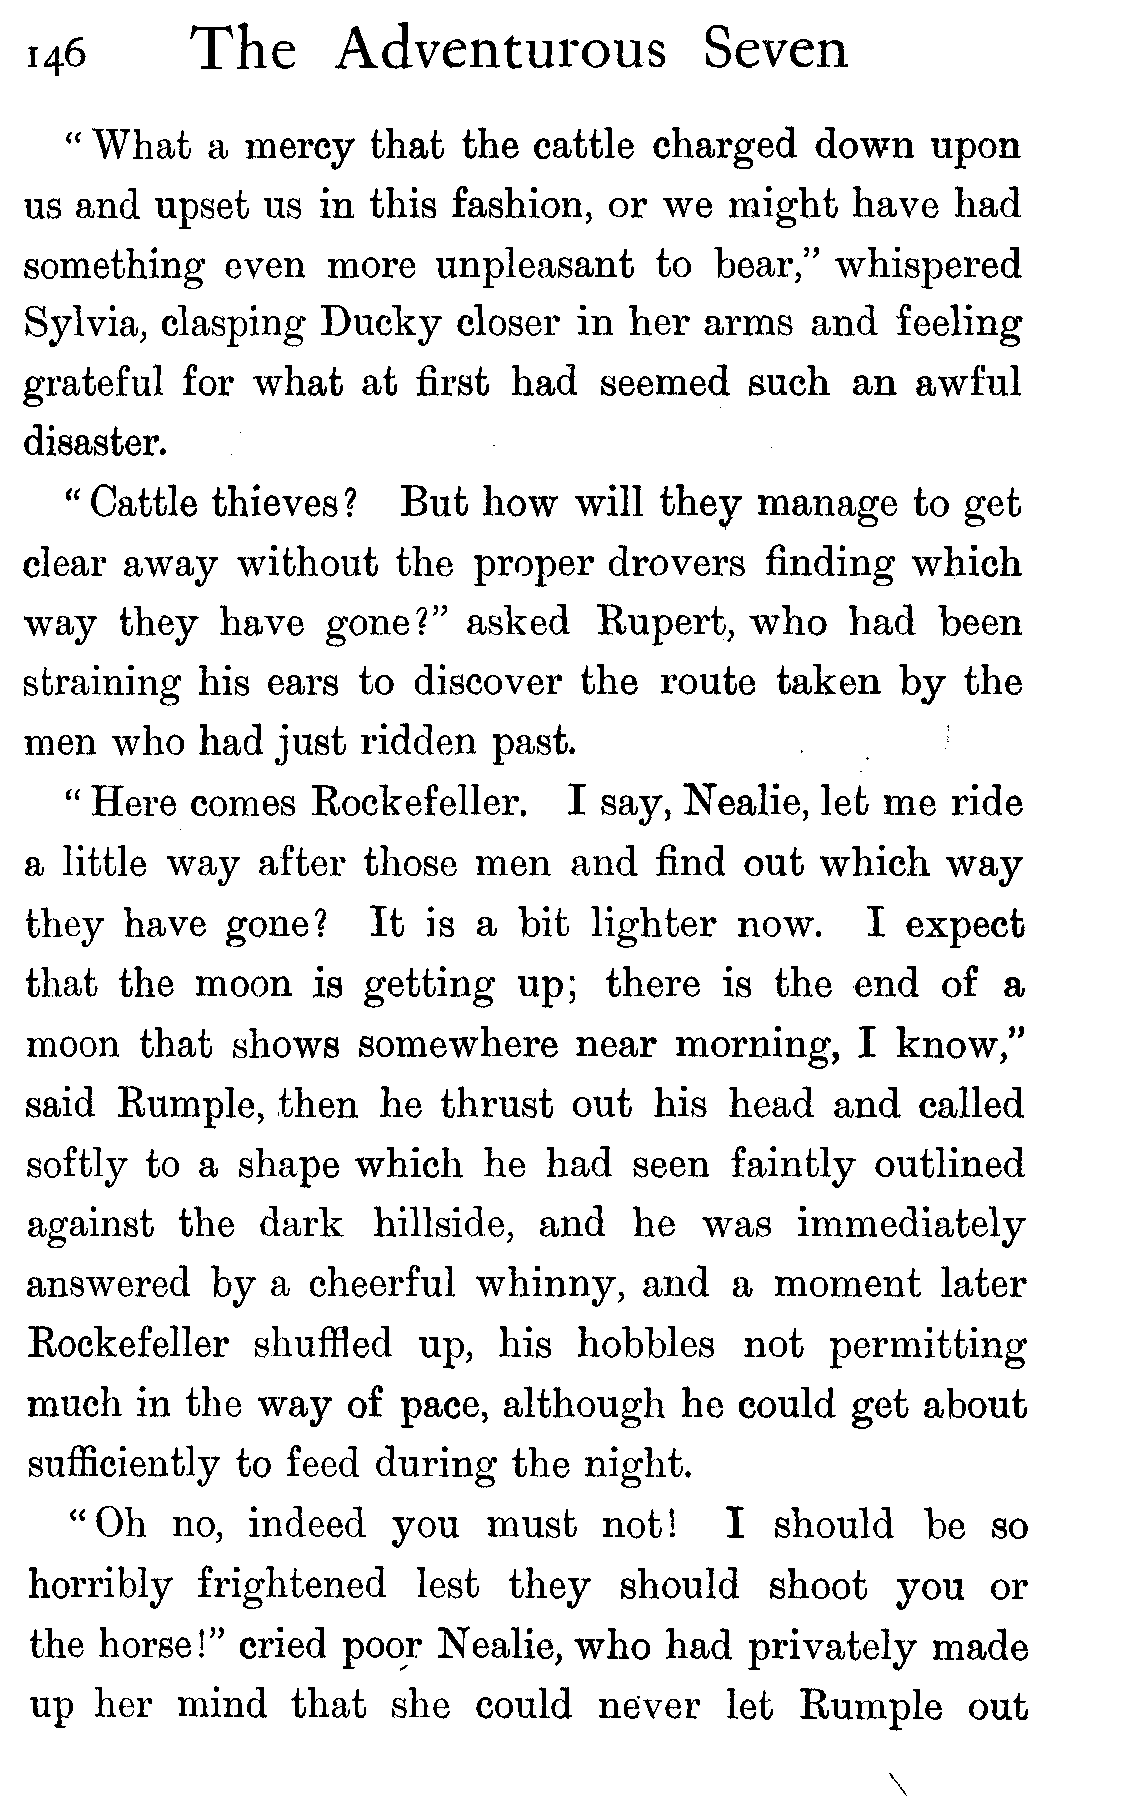 146 The Adventurous Seven
"What a mercy that the cattle charged down upon
us and upset us in this fashion, or we might have had
something even more unpleasant to bear," whispered
Sylvia, clasping Ducky closer in her arms and feeling
grateful for what at first had seemed such an awful
disaster.
"Cattle thieves? But how will they manage to get
clear away without the proper drovers finding which
way they have gone?" asked Rupert, who had been
straining his ears to discover the route taken by the
men who had just ridden past.
"Here comes Rockefeller. I say, Nealie, let me ride
a little way after those men and find out which way
they have gone? It is a bit lighter now. I expect
that the moon is getting up; there is the end of a
moon that shows somewhere near morning, I know,"
said Rumple, then he thrust out his head and called
softly to a shape which he had seen faintly outlined
against the dark hillside, and he was immediately
answered by a cheerful whinny, and a moment later
Rockefeller shuffled up, his hobbles not permitting
much in the way of pace, although he could get about
sufficiently to feed during the night.
"Oh no, indeed you must not! I should be so
horribly frightened lest they should shoot you or
the horse!" cried poor Nealie, who had privately made
up her mind that she could never let Rumple out